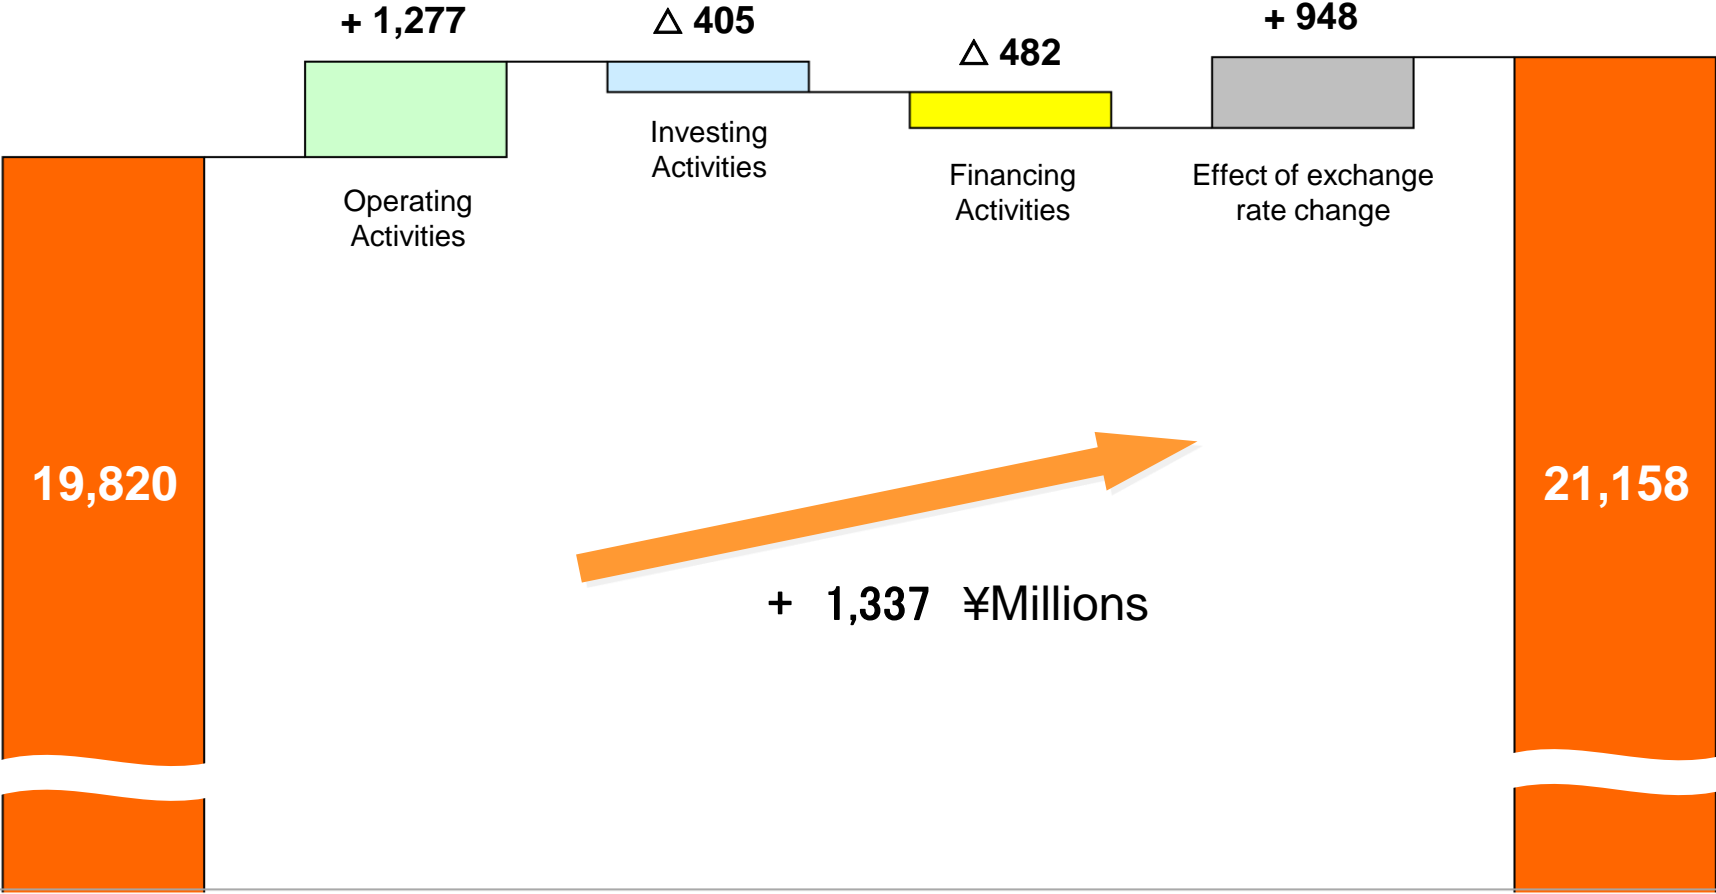 + 1,277
△ 405
△ 482
+ 948
Investing
Activities
Operating
Activities
Financing
Activities
Effect of exchange
rate change
19,820
21,158
+ 1,337 ¥Millions